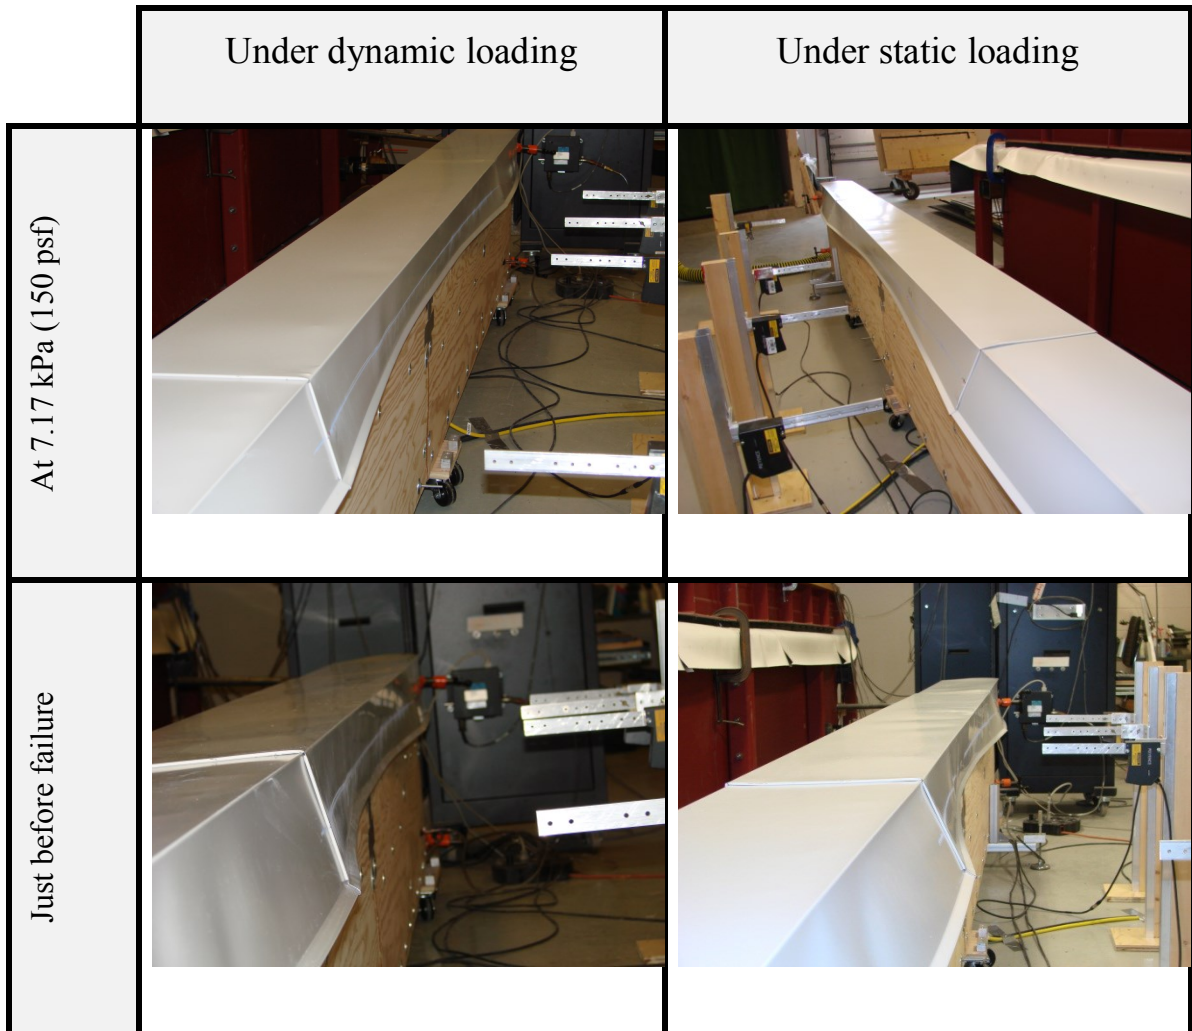 Under dynamic loading
Under static loading
At 7.17 kPa (150 psf)
Just before failure